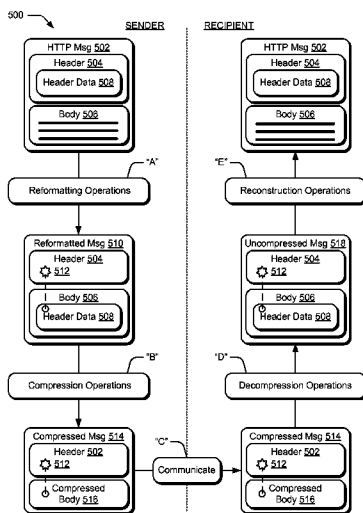 500
SENDER
RECIPIENT
HTTP Msg 502
Header 504
Header Data 508
Body 506
"A"
Reformatting Operations
Reformatted Msg 510
Header 504
512
Body 506
Header Data 508
"B"
Compression Operations
Compressed Msg 514
Header 502
512
Compressed
Body 516
"C"
Communicate
HTTP Msg 502
Header 504
Header Data 508
Body 506
"E"
Reconstruction Operations
Uncompressed Msg 518
Header 504
512
Body 506
Header Data 508
"D"
Decompression Operations
Compressed Msg 514
Header 502
512
Compressed
Body 516